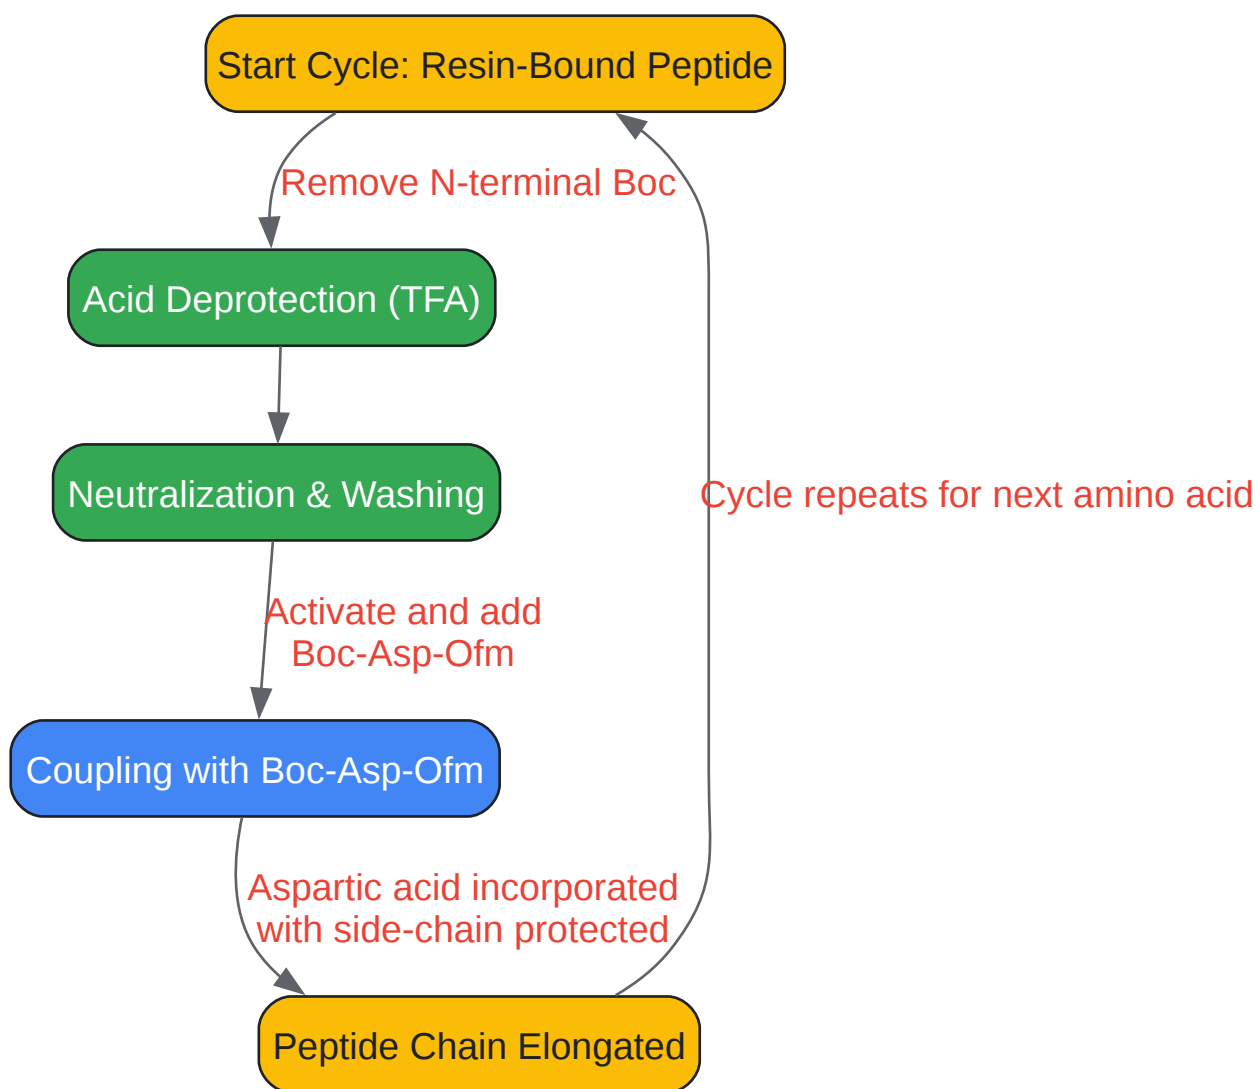 Start Cycle: Resin-Bound Peptide
Remove N-terminal Boc
Acid Deprotection (TFA)
Neutralization & Washing
Cycle repeats for next amino acid
Activate and add
Boc-Asp-Ofm
Coupling with Boc-Asp-Ofm
Aspartic acid incorporated
with side-chain protected
Peptide Chain Elongated